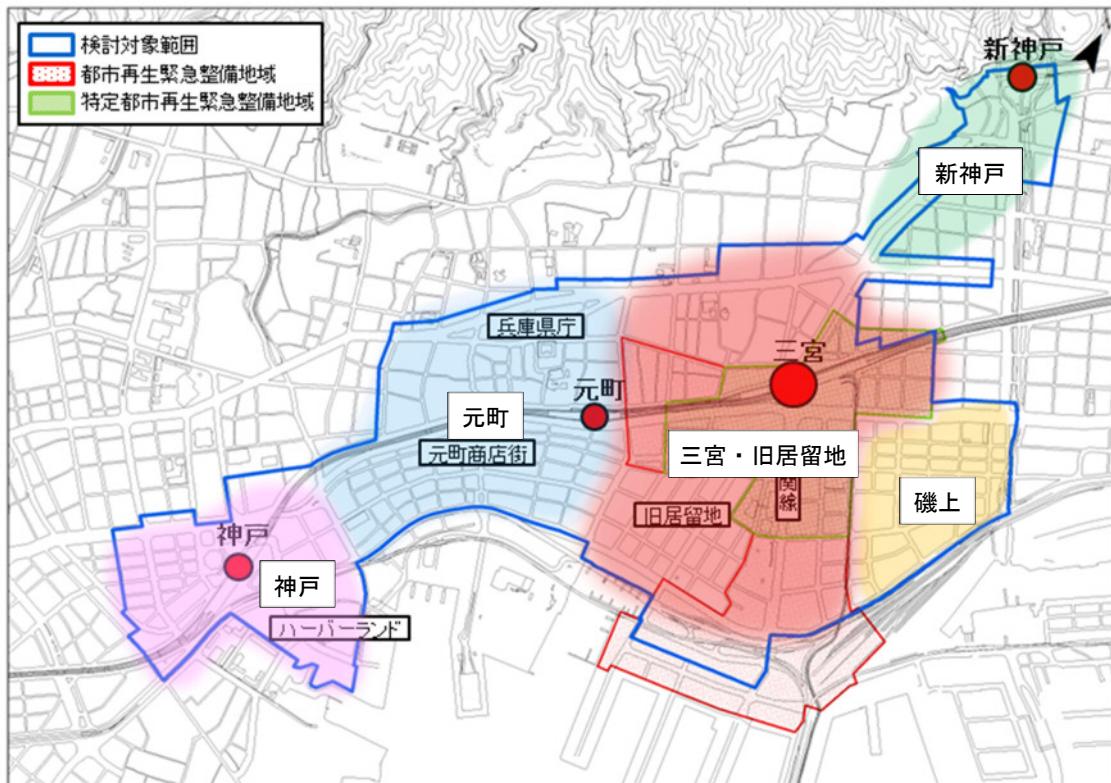 検討対象範囲
都市再生緊急整備地域
特定都市再生緊急整備地域
新神戸
新神戸
兵庫県庁
三宮
元町
元町
元町商店街
三宮・旧居留地
関線
旧居留地
磯上
神戸
神戸
ハーバーランド